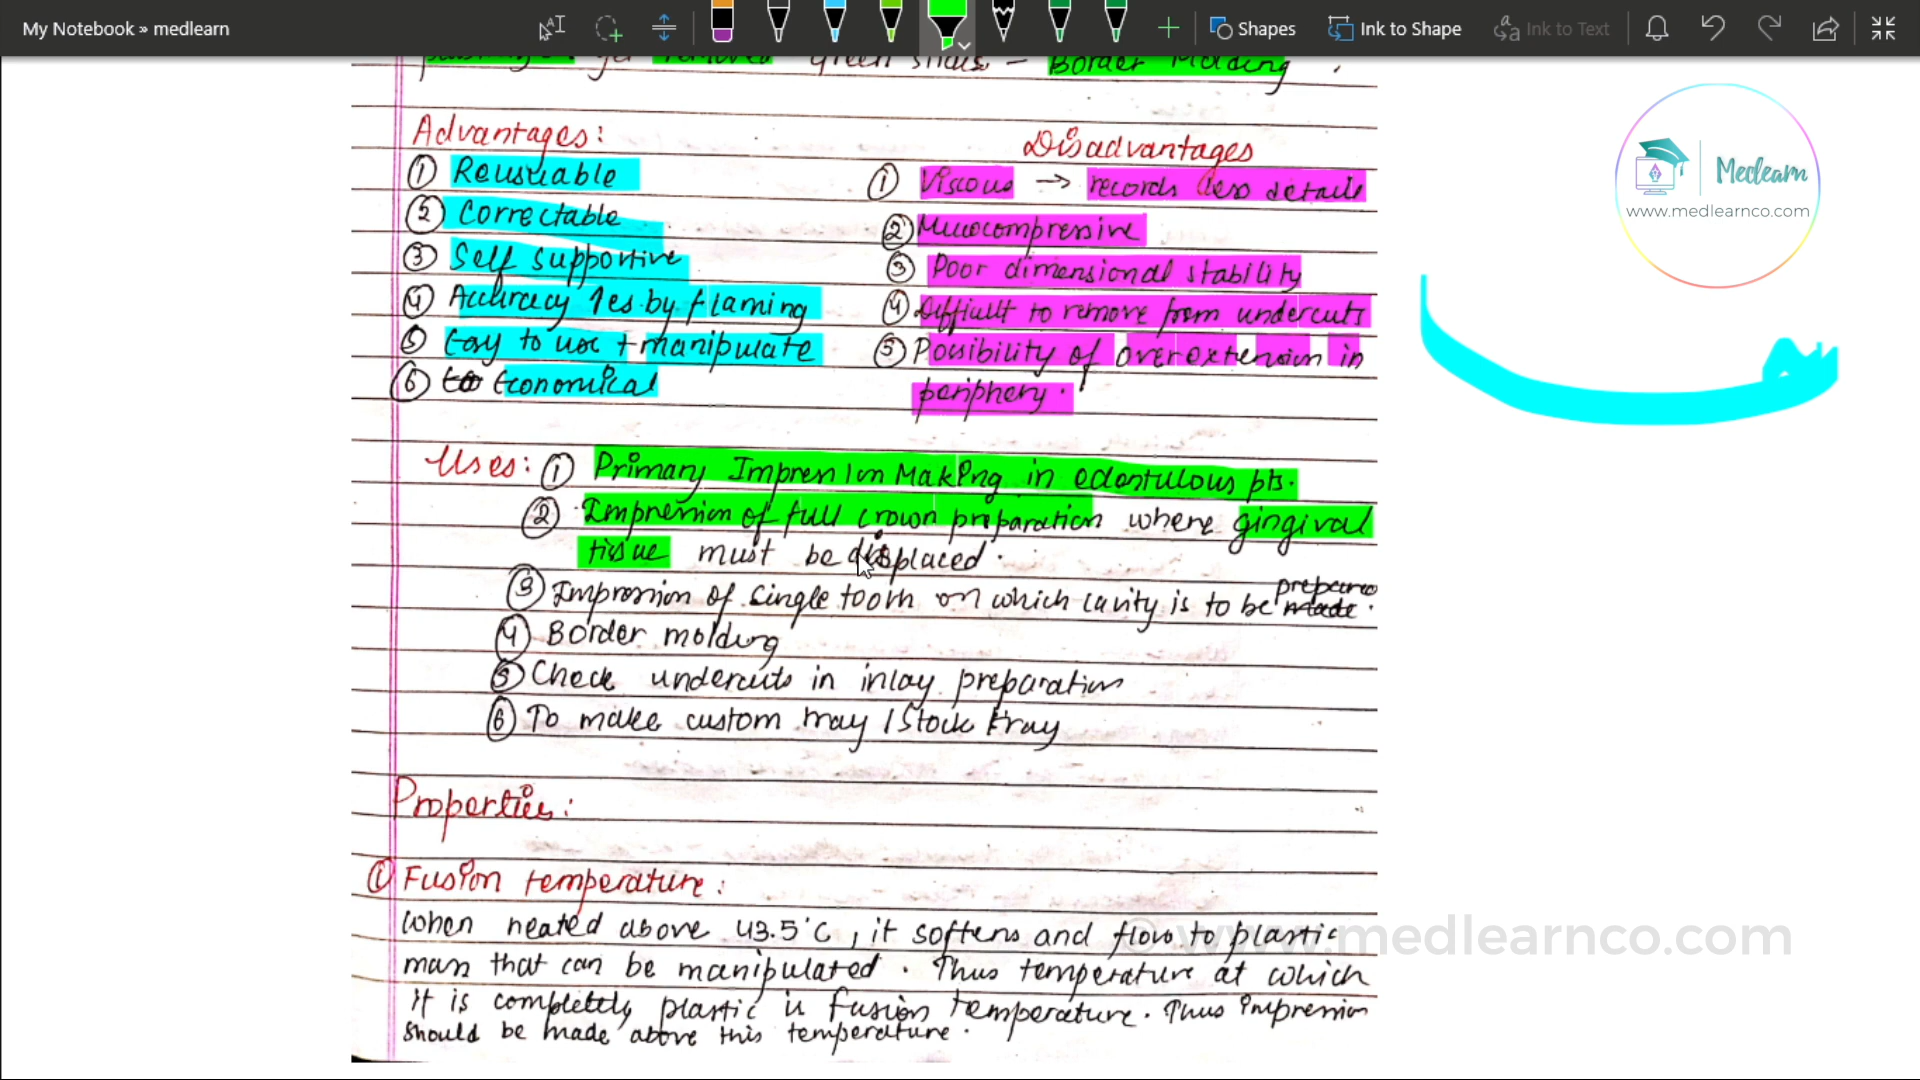 My Notebook » medlearn
Shapes
Ink to Shape
Ink to Text
removed green sticks - Border Molding
Advantages:
Disadvantages
① Reusuable
① Viscous → records less details
② Correctable
② Mucocompressive
③ Self supportive
③ Poor dimensional stability
④ Accuracy ↑es by flaming
④ Difficult to remove from undercuts
⑤ Easy to use + manipulate
⑤ Possibility of overextension in
⑥ Economical
periphery.
Medlearn
www.medlearnco.com
Uses: ① Primary Impression Making in edentulous pts.
② Impression of full crown preparation where gingival
tissue must be displaced.
③ Impression of single tooth on which cavity is to be prepared.
④ Border molding
⑤ Check undercuts in inlay preparation
⑥ To make custom tray / Stock tray
Properties:
① Fusion temperature:
When heated above 43.5°C, it softens and flow to plastic
mass that can be manipulated. Thus temperature at which
it is completely plastic is fusion temperature. Thus impression
should be made above this temperature.
© www.medlearnco.com